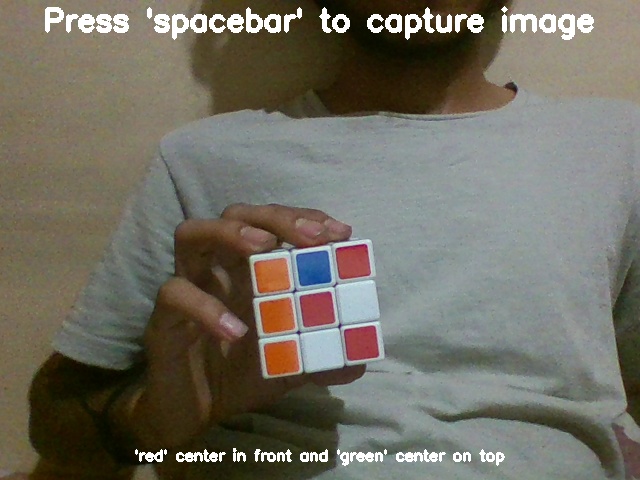 Press 'spacebar' to capture image
'red' center in front and 'green' center on top